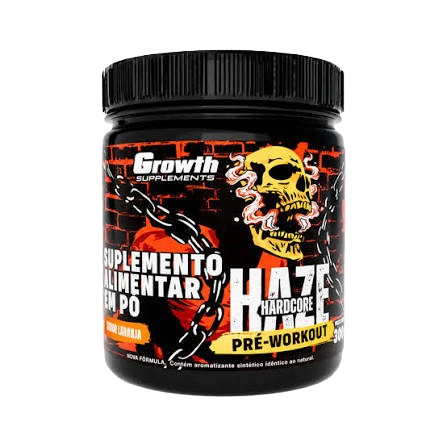 Growth
SUPPLEMENTS
SUPLEMENTO
ALIMENTAR
EM PÓ
SABOR LARANJA
HAZE
HARDCORE
PRÉ-WORKOUT
NOVA FÓRMULA. Contém aromatizante sintético idêntico ao natural.